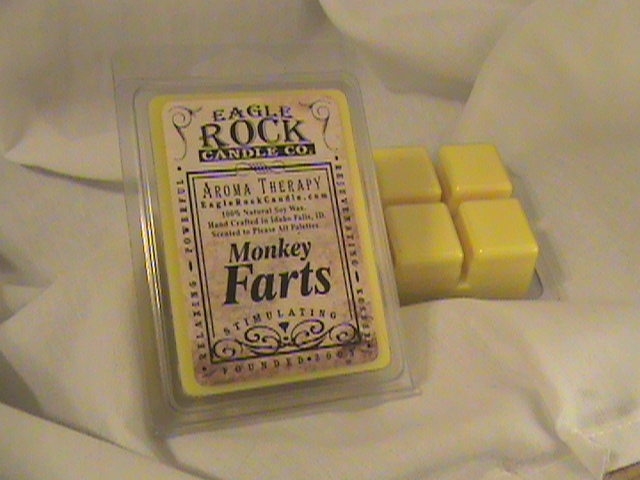 EAGLE
ROCK
CANDLE CO.
AROMA THERAPY
EagleRockCandle.com
100% Natural Soy Wax.
Hand Crafted in Idaho Falls, ID.
Scented to Please All Palettes.
Monkey
Farts
STIMULATING
RELAXING - POWERFUL
FOUNDED